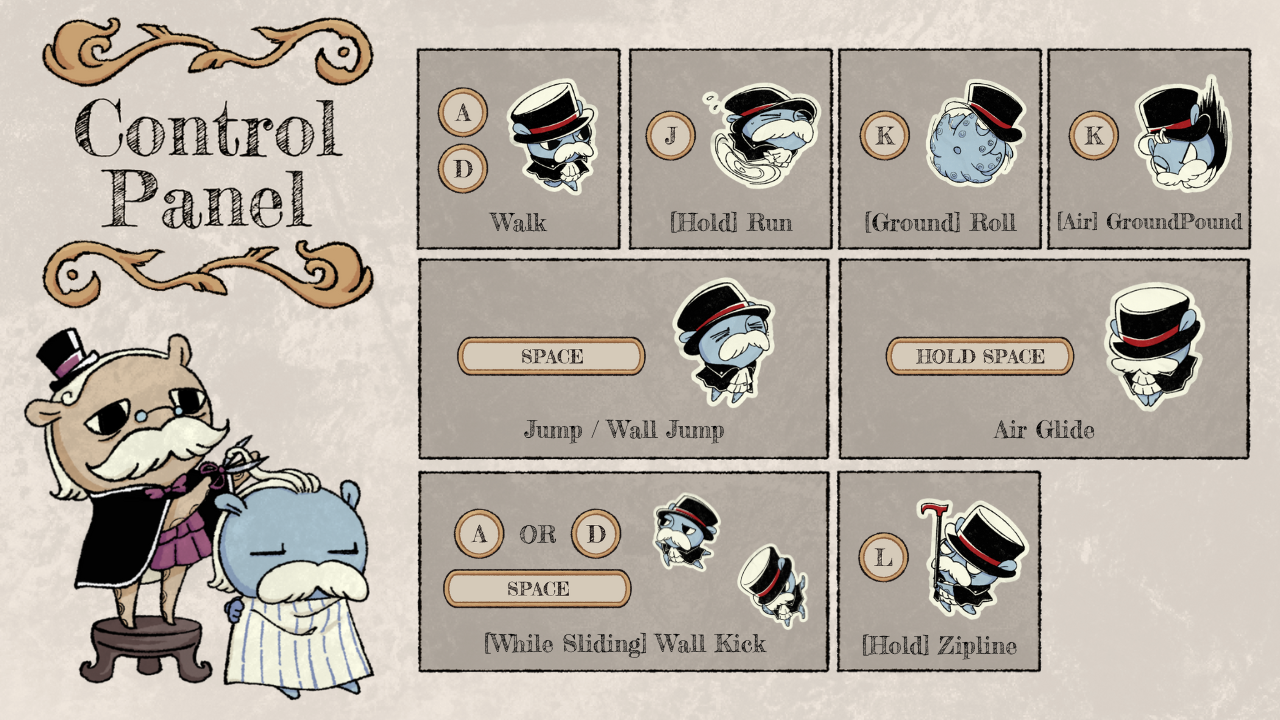 Control
Panel
A
D
Walk
J
[Hold] Run
K
[Ground] Roll
K
[Air] GroundPound
SPACE
Jump / Wall Jump
HOLD SPACE
Air Glide
A OR D
SPACE
[While Sliding] Wall Kick
L
[Hold] Zipline